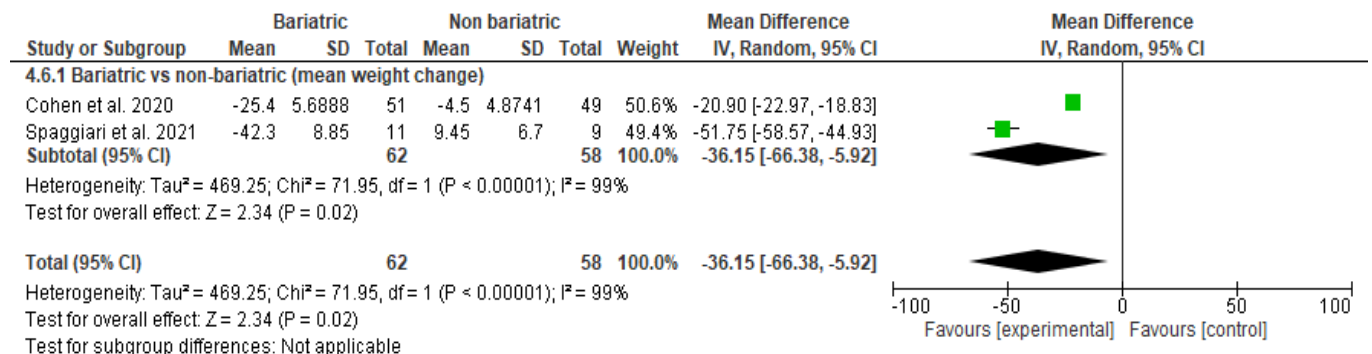 Bariatric Non bariatric Mean Difference Mean Difference
Study or Subgroup Mean SD Total Mean SD Total Weight IV, Random, 95% CI IV, Random, 95% CI
4.6.1 Bariatric vs non-bariatric (mean weight change)
Cohen et al. 2020 -25.4 5.6888 51 -4.5 4.8741 49 50.6% -20.90 [-22.97, -18.83]
Spaggiari et al. 2021 -42.3 8.85 11 9.45 6.7 9 49.4% -51.75 [-58.57, -44.93]
Subtotal (95% CI) 62 58 100.0% -36.15 [-66.38, -5.92]
Heterogeneity: Tau² = 469.25; Chi² = 71.95, df = 1 (P < 0.00001); I² = 99%
Test for overall effect: Z = 2.34 (P = 0.02)
Total (95% CI) 62 58 100.0% -36.15 [-66.38, -5.92]
Heterogeneity: Tau² = 469.25; Chi² = 71.95, df = 1 (P < 0.00001); I² = 99%
Test for overall effect: Z = 2.34 (P = 0.02)
Test for subgroup differences: Not applicable
-100 -50 0 50 100
Favours [experimental] Favours [control]